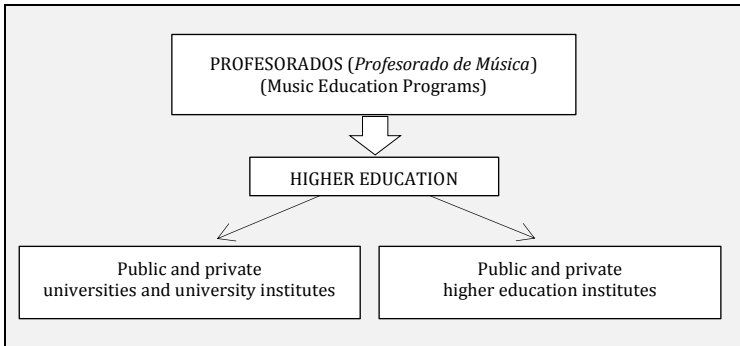 PROFESORADOS (Profesorado de Música)
(Music Education Programs)
HIGHER EDUCATION
Public and private
universities and university institutes
Public and private
higher education institutes